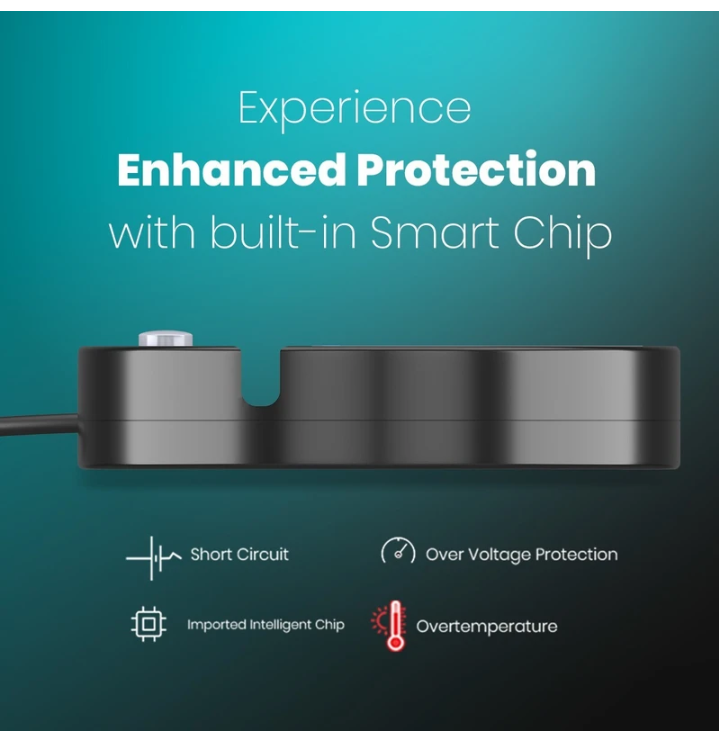 Experience
Enhanced Protection
with built-in Smart Chip
Short Circuit
Over Voltage Protection
Imported Intelligent Chip
Overtemperature